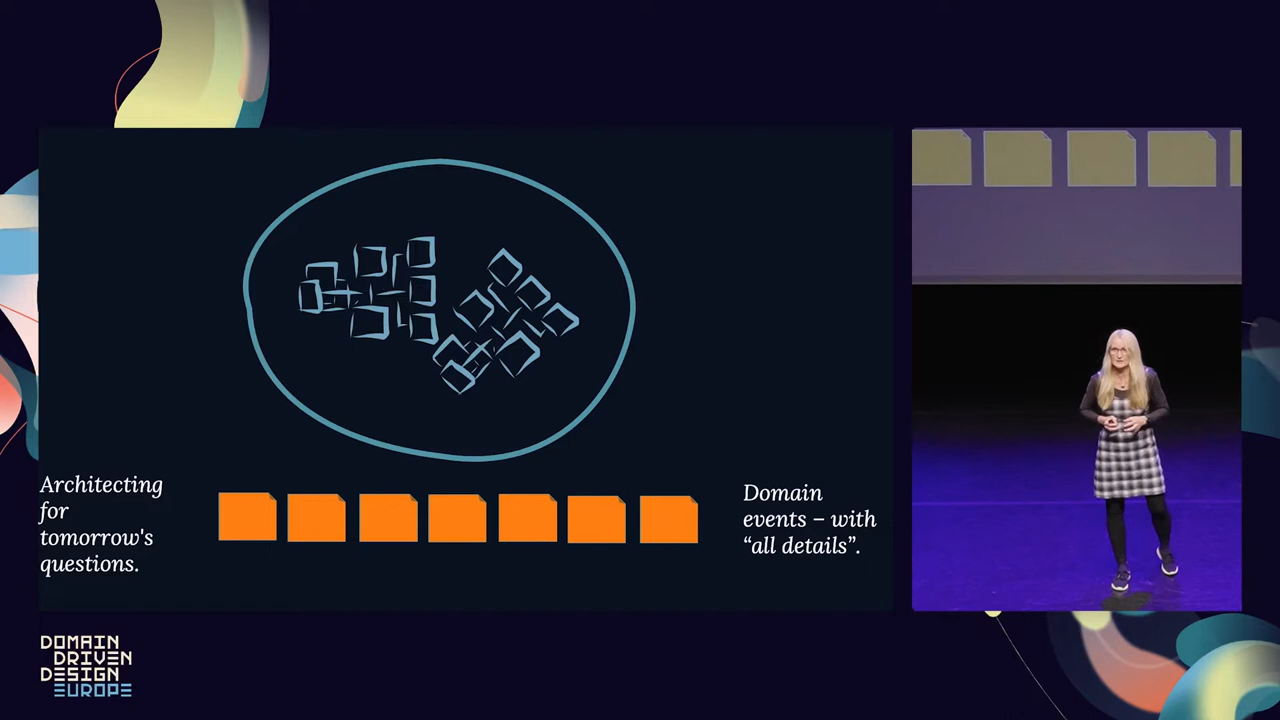 Architecting
for
tomorrow's
questions.
Domain
events – with
“all details”.
DOMAIN
DRIVEN
DESIGN
EUROPE